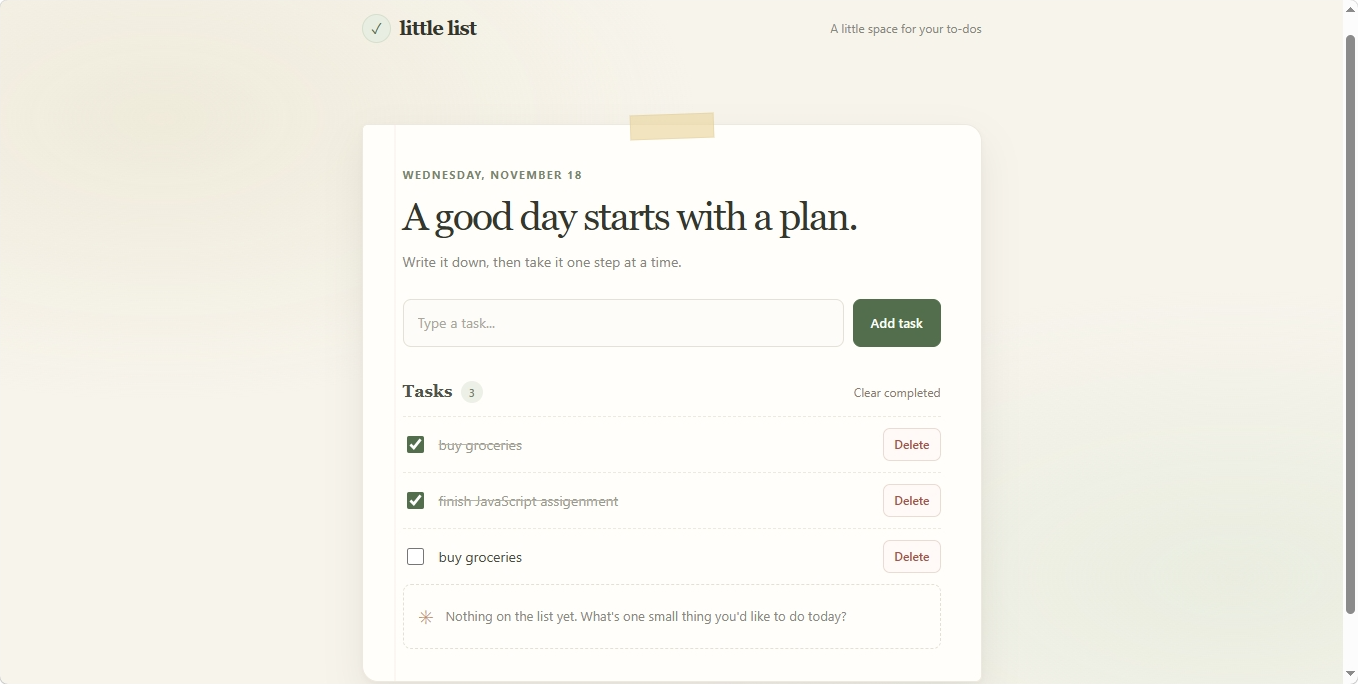 ✓ little list
A little space for your to-dos
WEDNESDAY, NOVEMBER 18
A good day starts with a plan.
Write it down, then take it one step at a time.
Type a task...
Add task
Tasks 3
Clear completed
buy groceries
Delete
finish JavaScript assigenment
Delete
buy groceries
Delete
Nothing on the list yet. What's one small thing you'd like to do today?